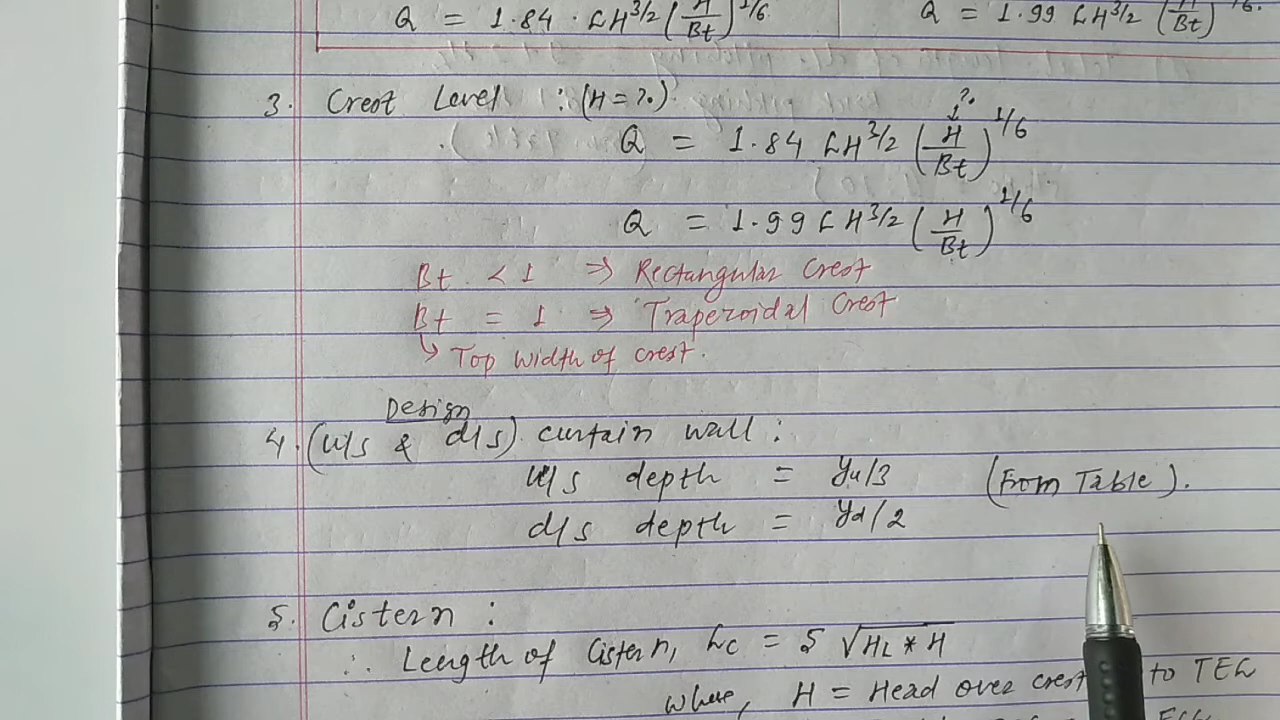 Q = 1.84 · LH^3/2 (H/Bt)^1/6 Q = 1.99 LH^3/2 (H/Bt)^1/6.
3. Crest Level : (H = ?.)
?.
↓
Q = 1.84 LH^3/2 (H/Bt)^1/6
Q = 1.99 LH^3/2 (H/Bt)^1/6
Bt < 1 ⇒ Rectangular Crest
Bt = 1 ⇒ Trapezoidal Crest
↳ Top width of crest.
Design
4. (u/s & d/s) curtain wall :
u/s depth = yu/3 (From Table).
d/s depth = yd/2
5. Cistern :
∴ Length of Cistern, Lc = 5 √HL * H
where, H = Head over crest to TEL